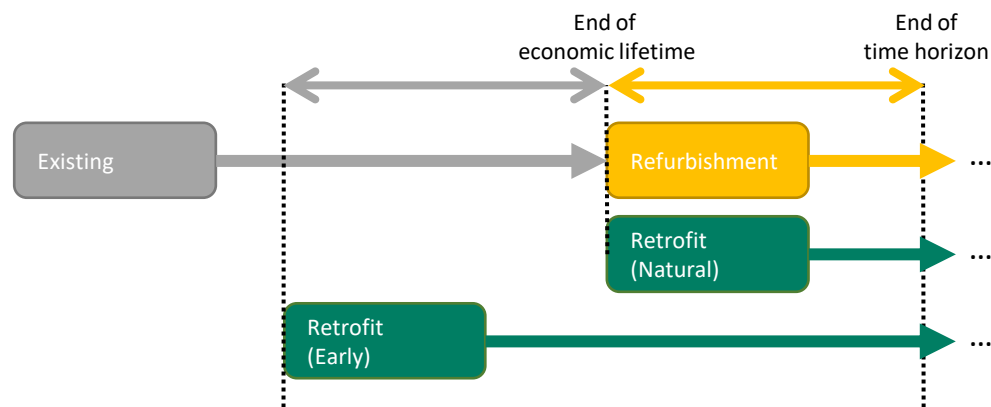 End of
economic lifetime
End of
time horizon
Existing
Refurbishment
...
Retrofit
(Natural)
...
Retrofit
(Early)
...